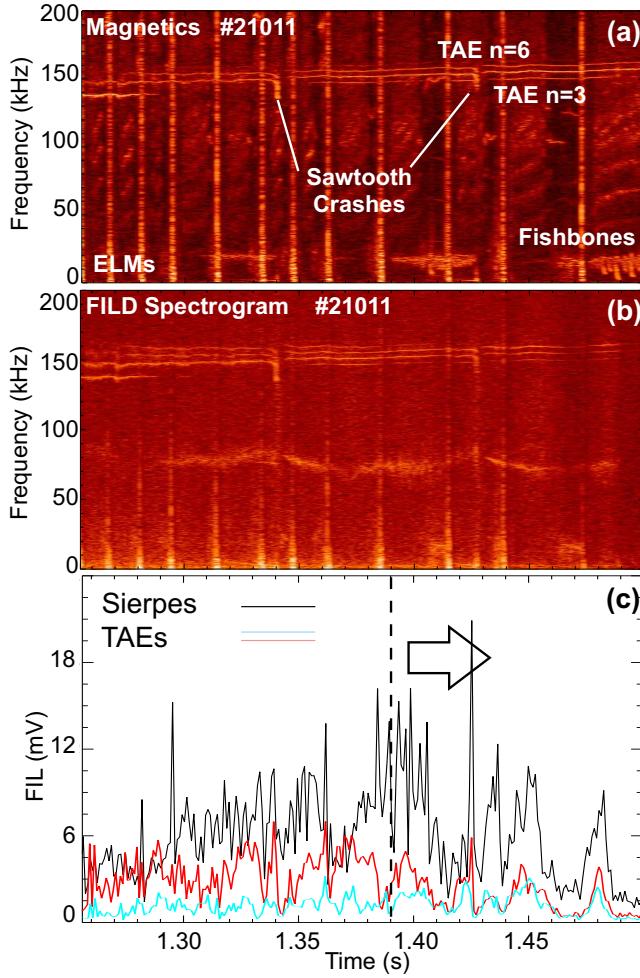 Magnetics #21011
(a)
TAE n=6
TAE n=3
Sawtooth
Crashes
ELMs
Fishbones
Frequency (kHz)
200
150
100
50
0
FILD Spectrogram #21011
(b)
Frequency (kHz)
200
150
100
50
0
(c)
Sierpes
TAEs
FIL (mV)
18
12
6
0
1.30
1.35
1.40
1.45
Time (s)